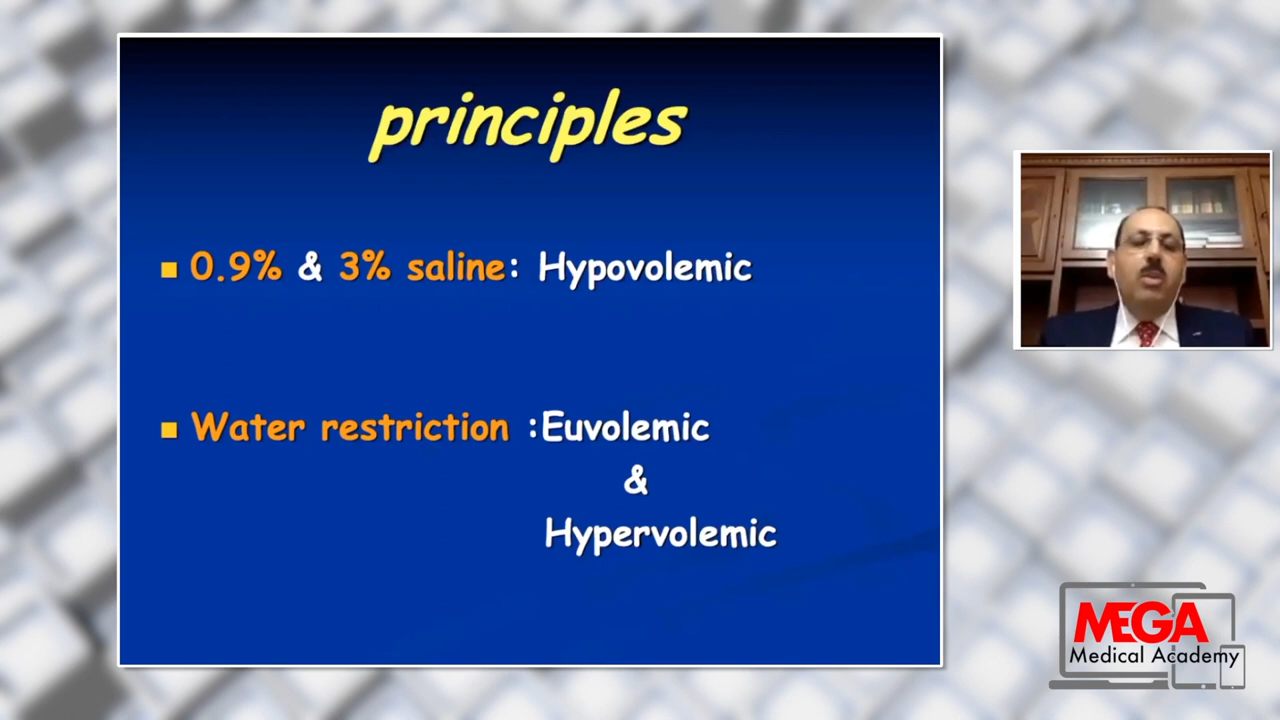 principles
0.9% & 3% saline: Hypovolemic
Water restriction :Euvolemic
&
Hypervolemic
MEGA
Medical Academy